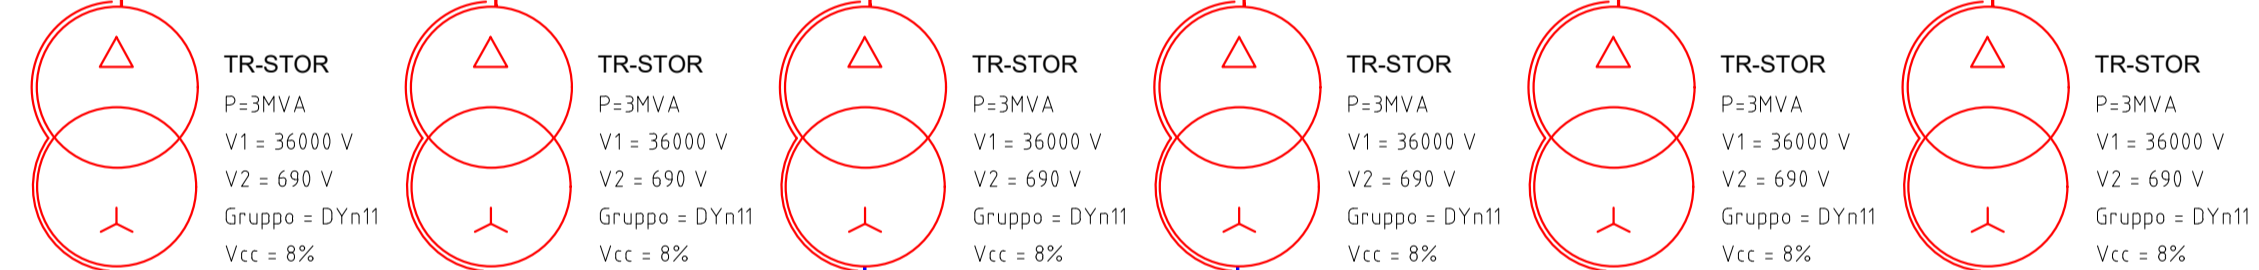 TR-STOR
P=3MVA
V1 = 36000 V
V2 = 690 V
Gruppo = DYn11
Vcc = 8%
TR-STOR
P=3MVA
V1 = 36000 V
V2 = 690 V
Gruppo = DYn11
Vcc = 8%
TR-STOR
P=3MVA
V1 = 36000 V
V2 = 690 V
Gruppo = DYn11
Vcc = 8%
TR-STOR
P=3MVA
V1 = 36000 V
V2 = 690 V
Gruppo = DYn11
Vcc = 8%
TR-STOR
P=3MVA
V1 = 36000 V
V2 = 690 V
Gruppo = DYn11
Vcc = 8%
TR-STOR
P=3MVA
V1 = 36000 V
V2 = 690 V
Gruppo = DYn11
Vcc = 8%